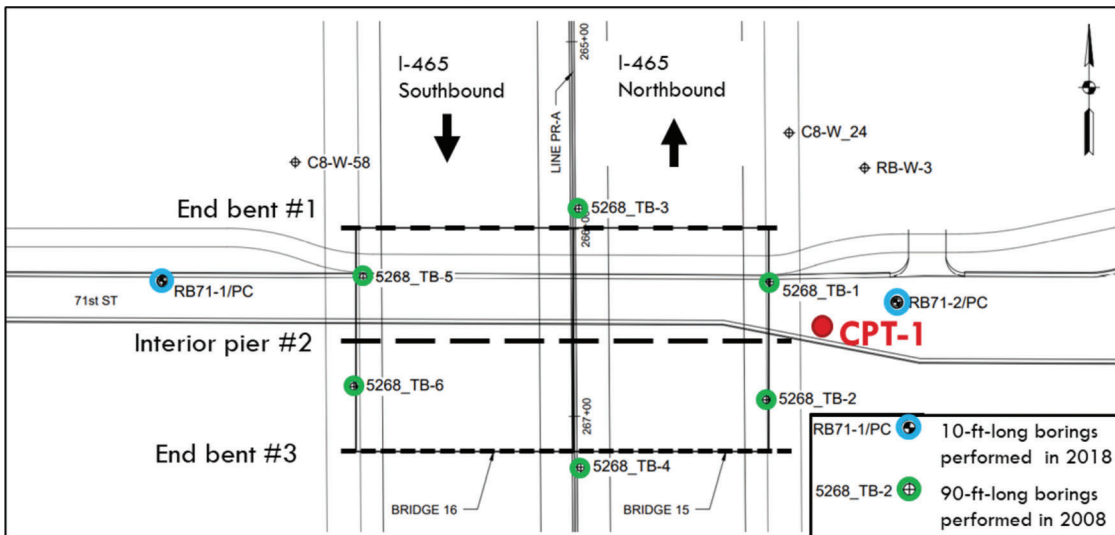 265+00
I-465
Southbound
I-465
Northbound
LINE PR-A
C8-W_24
C8-W-58
RB-W-3
End bent #1
5268_TB-3
266+00
5268_TB-5
5268_TB-1
RB71-1/PC
71st ST
RB71-2/PC
CPT-1
Interior pier #2
5268_TB-6
5268_TB-2
267+00
End bent #3
5268_TB-4
BRIDGE 16
BRIDGE 15
RB71-1/PC
10-ft-long borings
performed in 2018
5268_TB-2
90-ft-long borings
performed in 2008